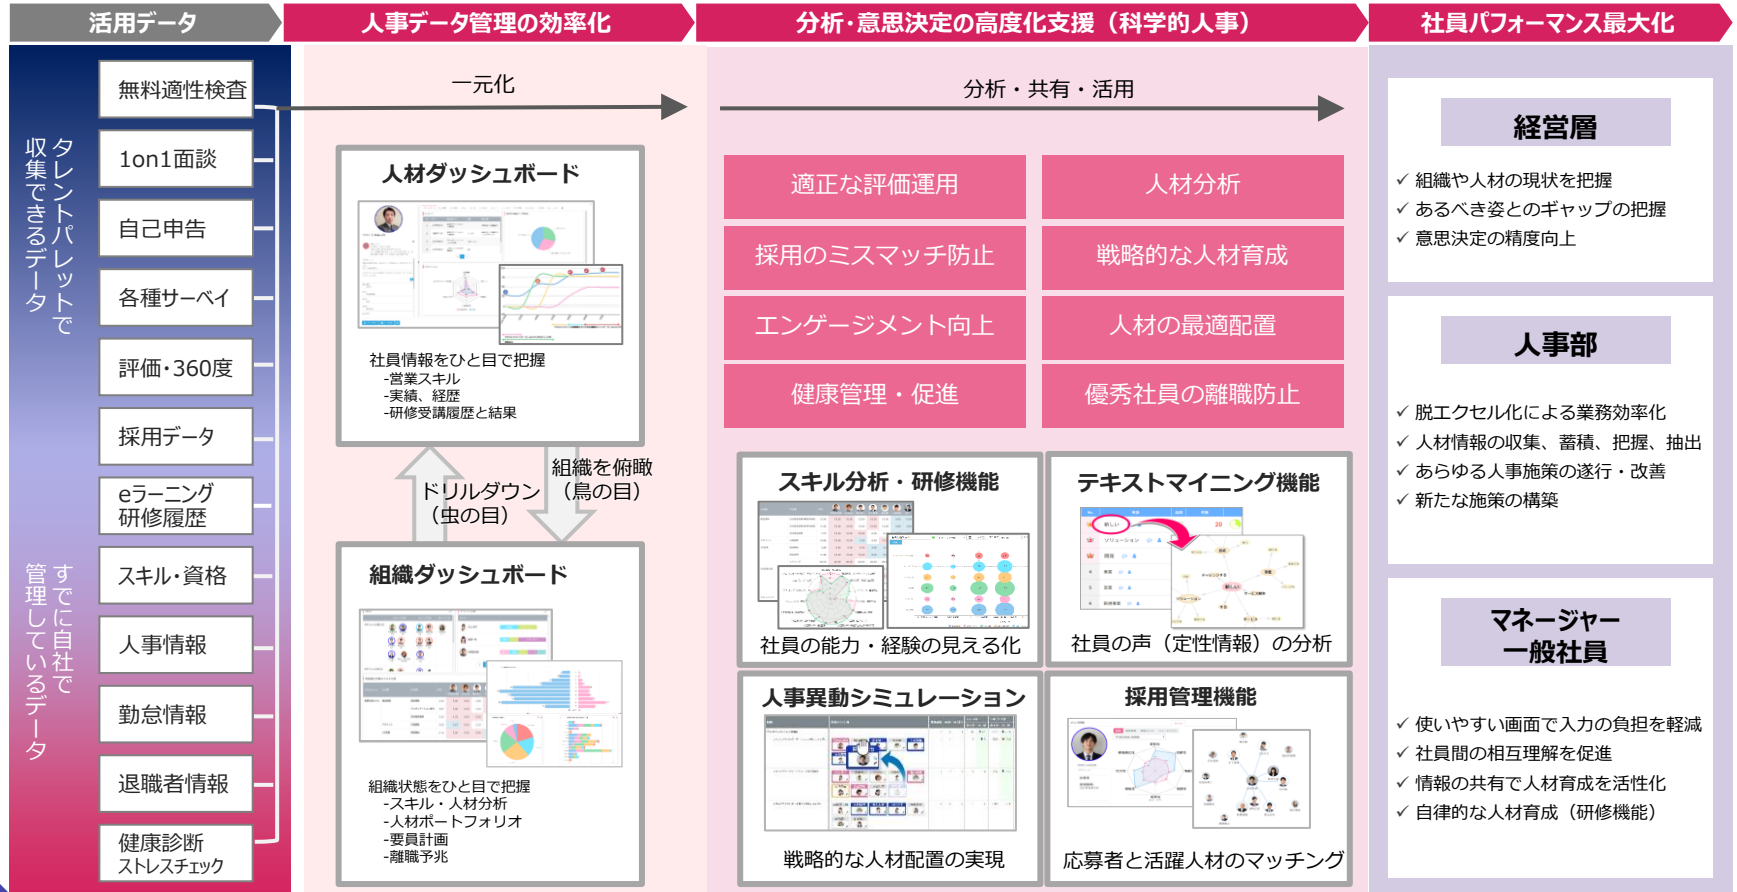 活用データ
人事データ管理の効率化
分析・意思決定の高度化支援（科学的人事）
社員パフォーマンス最大化
タレントパレットで
収集できるデータ
すでに自社で
管理しているデータ
無料適性検査
1on1面談
自己申告
各種サーベイ
評価・360度
採用データ
eラーニング
研修履歴
スキル・資格
人事情報
勤怠情報
退職者情報
健康診断
ストレスチェック
一元化
人材ダッシュボード
社員情報をひと目で把握
-営業スキル
-実績、経歴
-研修受講履歴と結果
ドリルダウン
（虫の目）
組織を俯瞰
（鳥の目）
組織ダッシュボード
組織状態をひと目で把握
-スキル・人材分析
-人材ポートフォリオ
-要員計画
-離職予兆
分析・共有・活用
適正な評価運用
人材分析
採用のミスマッチ防止
戦略的な人材育成
エンゲージメント向上
人材の最適配置
健康管理・促進
優秀社員の離職防止
スキル分析・研修機能
社員の能力・経験の見える化
テキストマイニング機能
新しい
20
ソリューション
開発
社員の声（定性情報）の分析
人事異動シミュレーション
戦略的な人材配置の実現
採用管理機能
応募者と活躍人材のマッチング
経営層
✓ 組織や人材の現状を把握
✓ あるべき姿とのギャップの把握
✓ 意思決定の精度向上
人事部
✓ 脱エクセル化による業務効率化
✓ 人材情報の収集、蓄積、把握、抽出
✓ あらゆる人事施策の遂行・改善
✓ 新たな施策の構築
マネージャー
一般社員
✓ 使いやすい画面で入力の負担を軽減
✓ 社員間の相互理解を促進
✓ 情報の共有で人材育成を活性化
✓ 自律的な人材育成（研修機能）